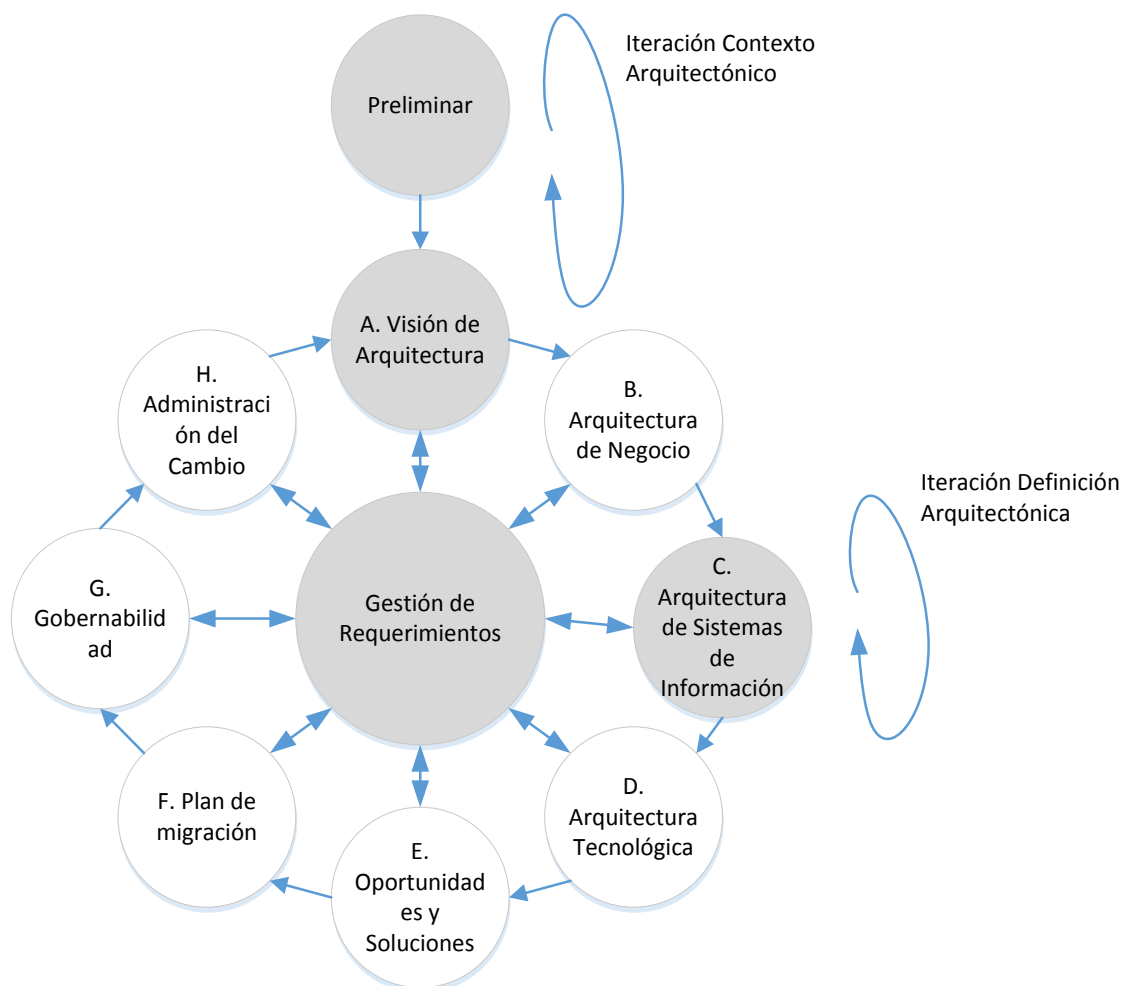 Iteración Contexto
Arquitectónico
Preliminar
A. Visión de
Arquitectura
H.
Administraci
ón del
Cambio
B.
Arquitectura
de Negocio
Iteración Definición
Arquitectónica
C.
Arquitectura
de Sistemas
de
Información
G.
Gobernabilid
ad
Gestión de
Requerimientos
F. Plan de
migración
D.
Arquitectura
Tecnológica
E.
Oportunidad
es y
Soluciones